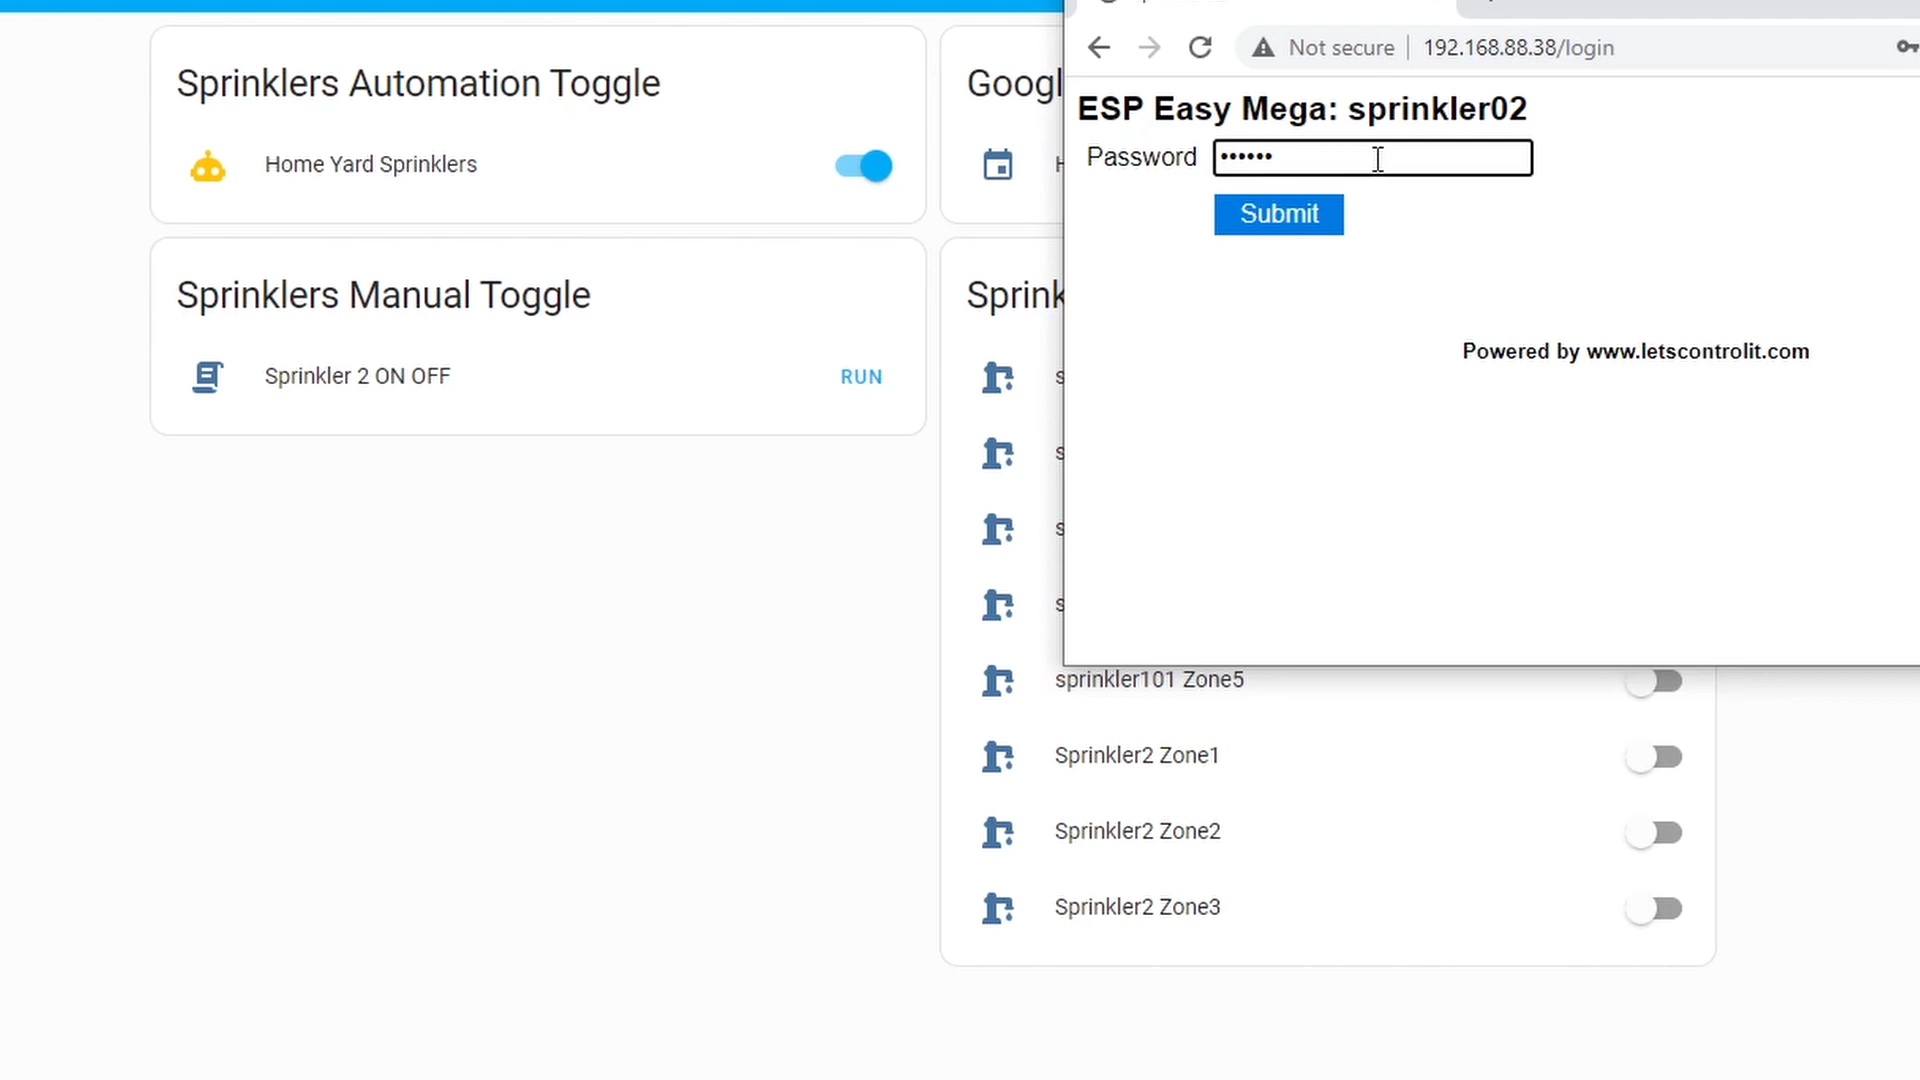 Sprinklers Automation Toggle
Home Yard Sprinklers
Sprinklers Manual Toggle
Sprinkler 2 ON OFF
RUN
Googl
Sprink
s
s
s
s
sprinkler101 Zone5
Sprinkler2 Zone1
Sprinkler2 Zone2
Sprinkler2 Zone3
Not secure
192.168.88.38/login
ESP Easy Mega: sprinkler02
Password
••••••
Submit
Powered by www.letscontrolit.com